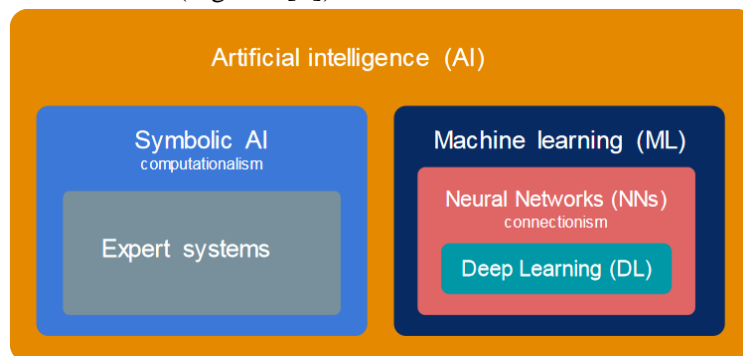 Artificial intelligence (AI)
Symbolic AI
computationalism
Expert systems
Machine learning (ML)
Neural Networks (NNs)
connectionism
Deep Learning (DL)